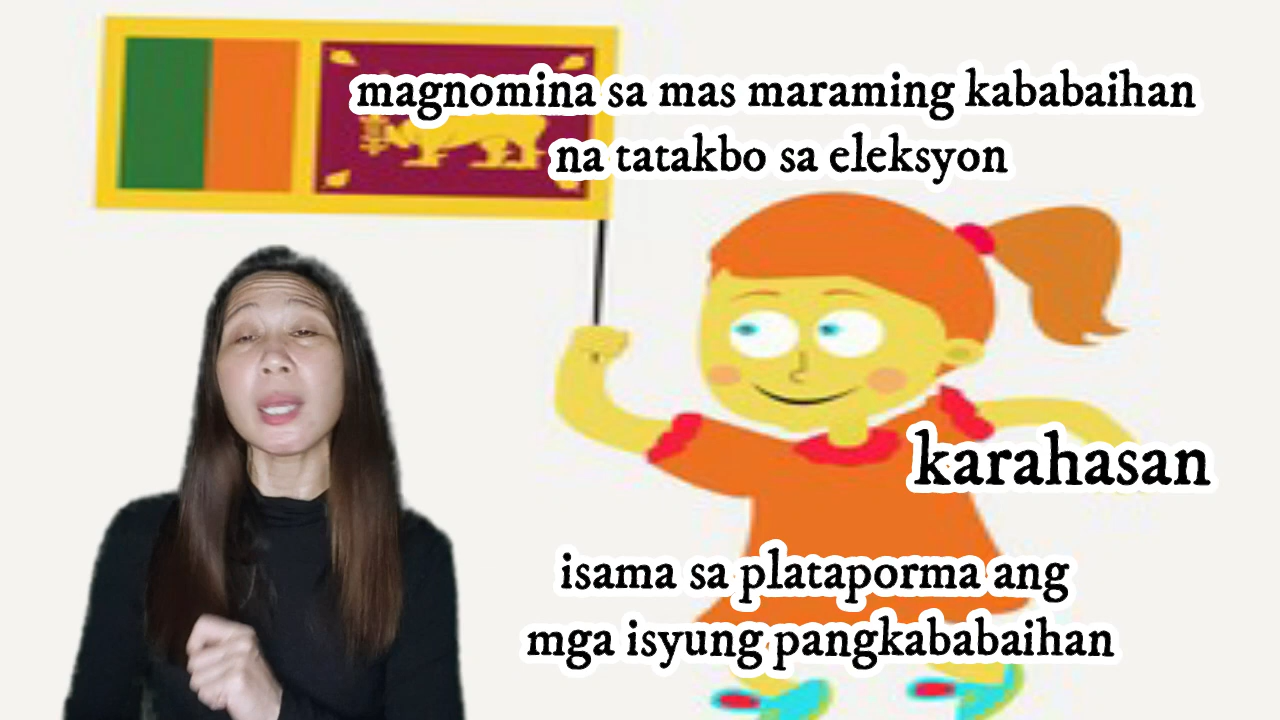 magnomina sa mas maraming kababaihan
na tatakbo sa eleksyon
karahasan
isama sa plataporma ang
mga isyung pangkababaihan